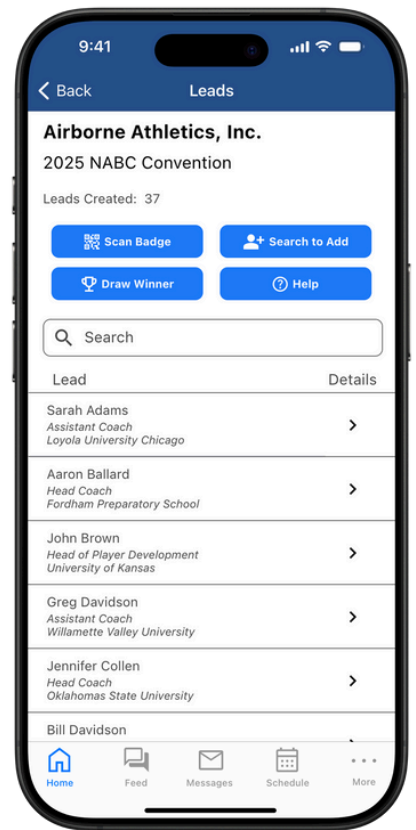 9:41
Back
Leads
Airborne Athletics, Inc.
2025 NABC Convention
Leads Created: 37
Scan Badge
Search to Add
Draw Winner
Help
Search
Lead Details
Sarah Adams
Assistant Coach
Loyola University Chicago
Aaron Ballard
Head Coach
Fordham Preparatory School
John Brown
Head of Player Development
University of Kansas
Greg Davidson
Assistant Coach
Willamette Valley University
Jennifer Collen
Head Coach
Oklahomas State University
Bill Davidson
Home
Feed
Messages
Schedule
More